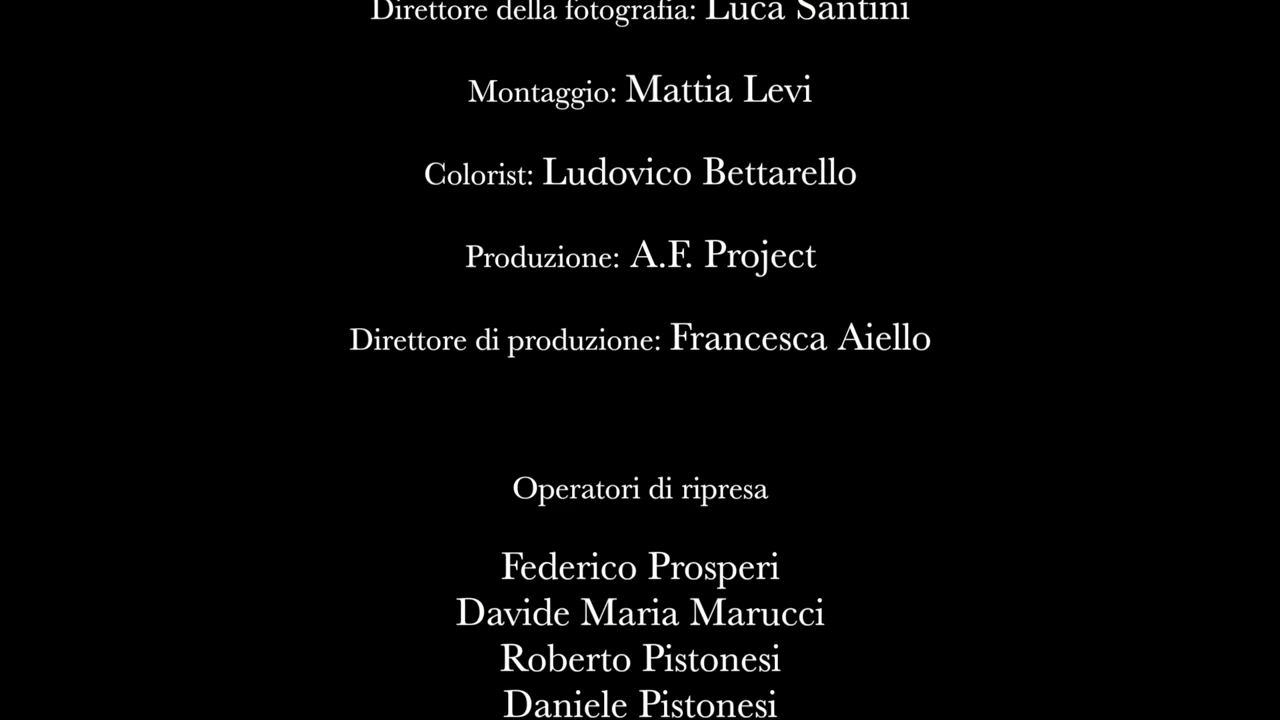 Direttore della fotografia: Luca Santini
Montaggio: Mattia Levi
Colorist: Ludovico Bettarello
Produzione: A.F. Project
Direttore di produzione: Francesca Aiello
Operatori di ripresa
Federico Prosperi
Davide Maria Marucci
Roberto Pistonesi
Daniele Pistonesi